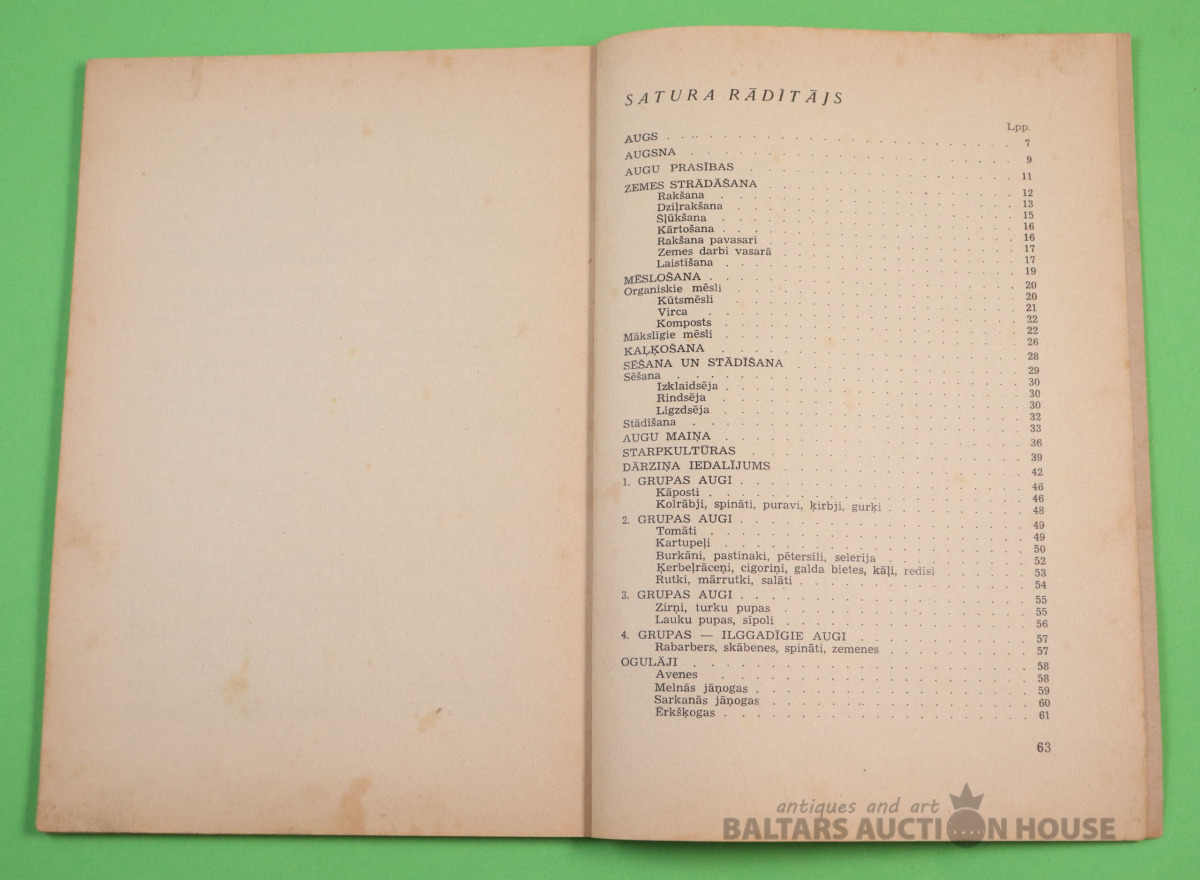 SATURA RĀDĪTĀJS
Lpp.
AUGS . . . . . . . . . . 7
AUGSNA . . . . . . . . . . 9
AUGU PRASĪBAS . . . . . . . . . . 11
ZEMES STRĀDĀŠANA . . . . . . . . . . 12
Rakšana . . . . . . . . . . 13
Dziļrakšana . . . . . . . . . . 15
Šļūkšana . . . . . . . . . . 16
Kārtošana . . . . . . . . . . 16
Rakšana pavasarī . . . . . . . . . . 17
Zemes darbi vasarā . . . . . . . . . . 17
Laistīšana . . . . . . . . . . 19
MĒSLOŠANA . . . . . . . . . . 20
Organiskie mēsli . . . . . . . . . . 20
Kūtsmēsli . . . . . . . . . . 21
Virca . . . . . . . . . . 22
Komposts . . . . . . . . . . 22
Mākslīgie mēsli . . . . . . . . . . 26
KAĻĶOŠANA . . . . . . . . . . 28
SĒŠANA UN STĀDĪŠANA . . . . . . . . . . 29
Sēšana . . . . . . . . . . 30
Izklaidsēja . . . . . . . . . . 30
Rindsēja . . . . . . . . . . 30
Ligzdsēja . . . . . . . . . . 32
Stādīšana . . . . . . . . . . 33
AUGU MAIŅA . . . . . . . . . . 36
STARPKULTŪRAS . . . . . . . . . . 39
DĀRZIŅA IEDALĪJUMS . . . . . . . . . . 42
1. GRUPAS AUGI . . . . . . . . . . 46
Kāposti . . . . . . . . . . 46
Kolrābji, spināti, puravi, ķirbji, gurķi . . . . . . 48
2. GRUPAS AUGI . . . . . . . . . . 49
Tomāti . . . . . . . . . . 49
Kartupeļi . . . . . . . . . . 50
Burkāni, pastinaki, pētersīli, selerija . . . . . . 52
Ķerbeļrāceņi, cigoriņi, galda bietes, kāļi, redīsi . . . . 53
Rutki, mārrutki, salāti . . . . . . . . . . 54
3. GRUPAS AUGI . . . . . . . . . . 55
Zirņi, turku pupas . . . . . . . . . . 55
Lauku pupas, sīpoli . . . . . . . . . . 56
4. GRUPAS — ILGGADĪGIE AUGI . . . . . . . . 57
Rabarbers, skābenes, spināti, zemenes . . . . . . 57
OGULĀJI . . . . . . . . . . 58
Avenes . . . . . . . . . . 58
Melnās jāņogas . . . . . . . . . . 59
Sarkanās jāņogas . . . . . . . . . . 60
Ērkšķogas . . . . . . . . . . 61
63
antiques and art
BALTARS AUCTION HOUSE